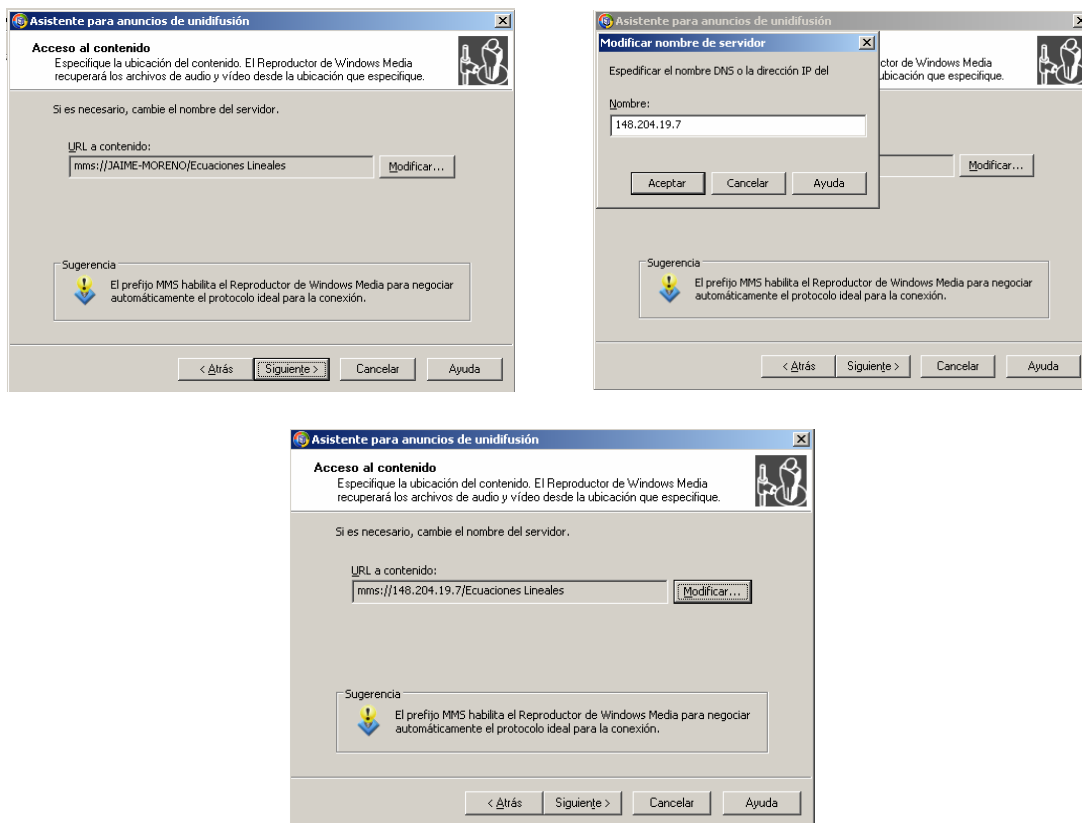 Asistente para anuncios de unidifusión
Acceso al contenido
Especifique la ubicación del contenido. El Reproductor de Windows Media
recuperará los archivos de audio y vídeo desde la ubicación que especifique.
Si es necesario, cambie el nombre del servidor.
URL a contenido:
mms://JAIME-MORENO/Ecuaciones Lineales
Modificar...
Sugerencia
El prefijo MMS habilita el Reproductor de Windows Media para negociar
automáticamente el protocolo ideal para la conexión.
< Atrás
Siguiente >
Cancelar
Ayuda
Asistente para anuncios de unidifusión
Modificar nombre de servidor
Espedificar el nombre DNS o la dirección IP del
Nombre:
148.204.19.7
Aceptar
Cancelar
Ayuda
ctor de Windows Media
ubicación que especifique.
Modificar...
Sugerencia
El prefijo MMS habilita el Reproductor de Windows Media para negociar
automáticamente el protocolo ideal para la conexión.
< Atrás
Siguiente >
Cancelar
Ayuda
Asistente para anuncios de unidifusión
Acceso al contenido
Especifique la ubicación del contenido. El Reproductor de Windows Media
recuperará los archivos de audio y vídeo desde la ubicación que especifique.
Si es necesario, cambie el nombre del servidor.
URL a contenido:
mms://148.204.19.7/Ecuaciones Lineales
Modificar...
Sugerencia
El prefijo MMS habilita el Reproductor de Windows Media para negociar
automáticamente el protocolo ideal para la conexión.
< Atrás
Siguiente >
Cancelar
Ayuda